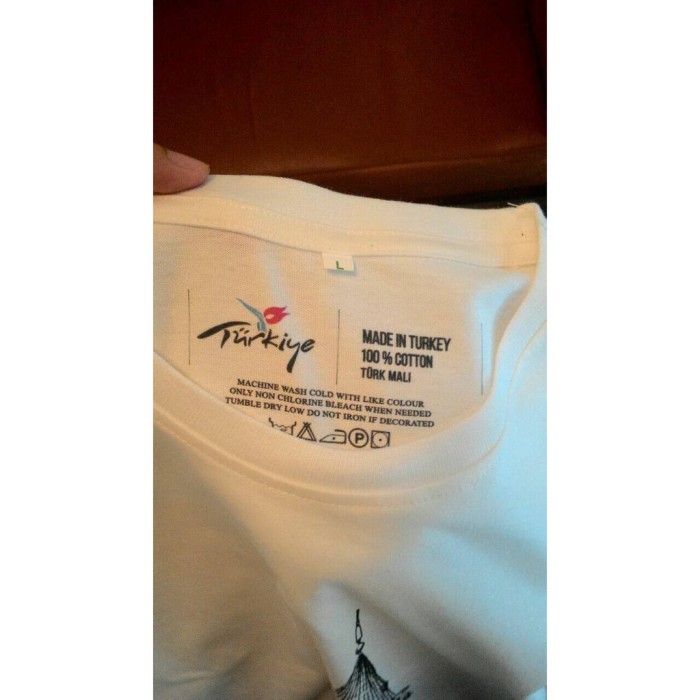 L
Türkiye
MADE IN TURKEY
100 % COTTON
TÜRK MALI
MACHINE WASH COLD WITH LIKE COLOUR
ONLY NON CHLORINE BLEACH WHEN NEEDED
TUMBLE DRY LOW DO NOT IRON IF DECORATED
P